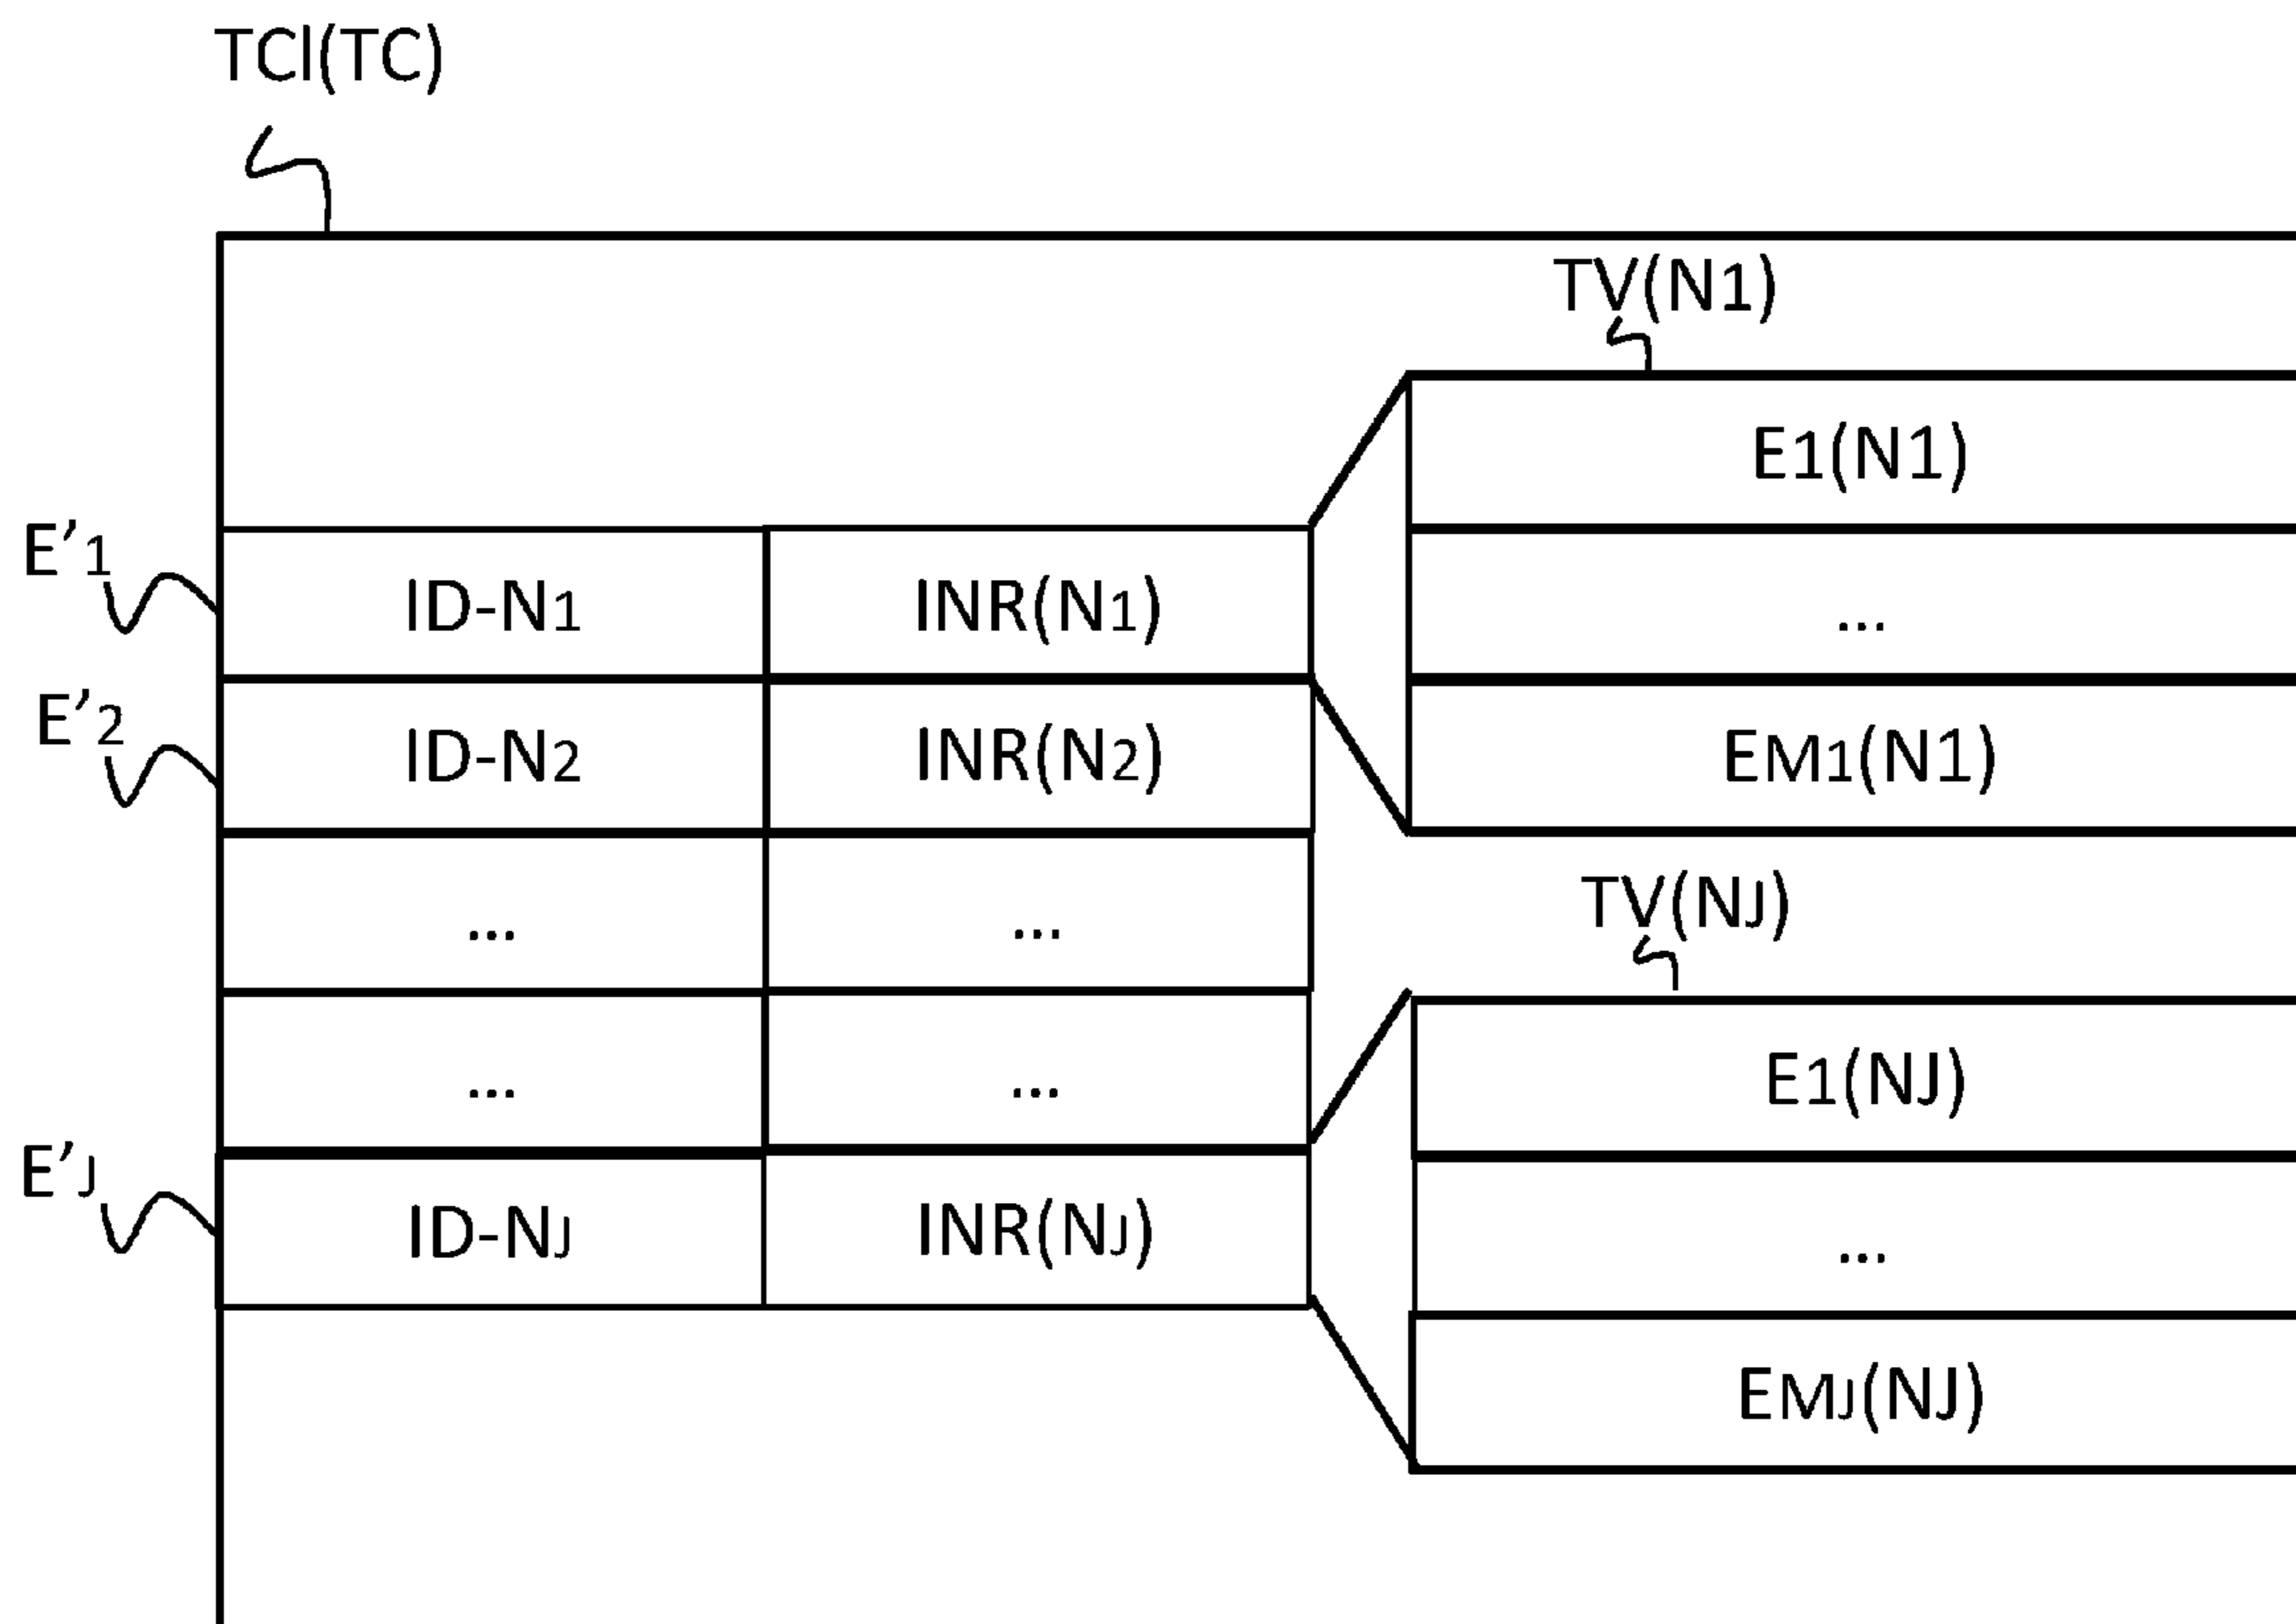 TCl(TC)
TV(N1)
E1(N1)
E'1 ID-N1 INR(N1) ...
E'2 ID-N2 INR(N2) EM1(N1)
... ... TV(NJ)
... ... E1(NJ)
E'J ID-NJ INR(NJ) ...
EMJ(NJ)